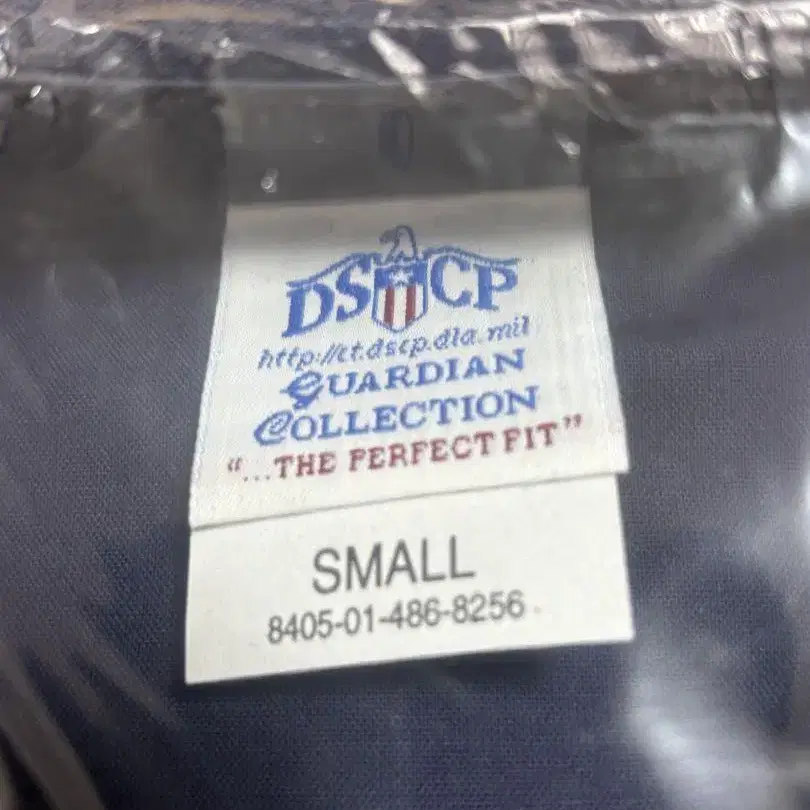 DSCP
http://ct.dscp.dla.mil
GUARDIAN
COLLECTION
"...THE PERFECT FIT"
SMALL
8405-01-486-8256